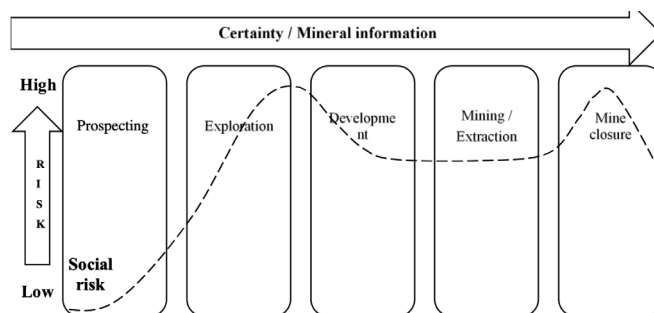 Certainty / Mineral information
High
Prospecting
Exploration
Developme
nt
Mining /
Extraction
Mine
closure
R
I
S
K
Social
risk
Low